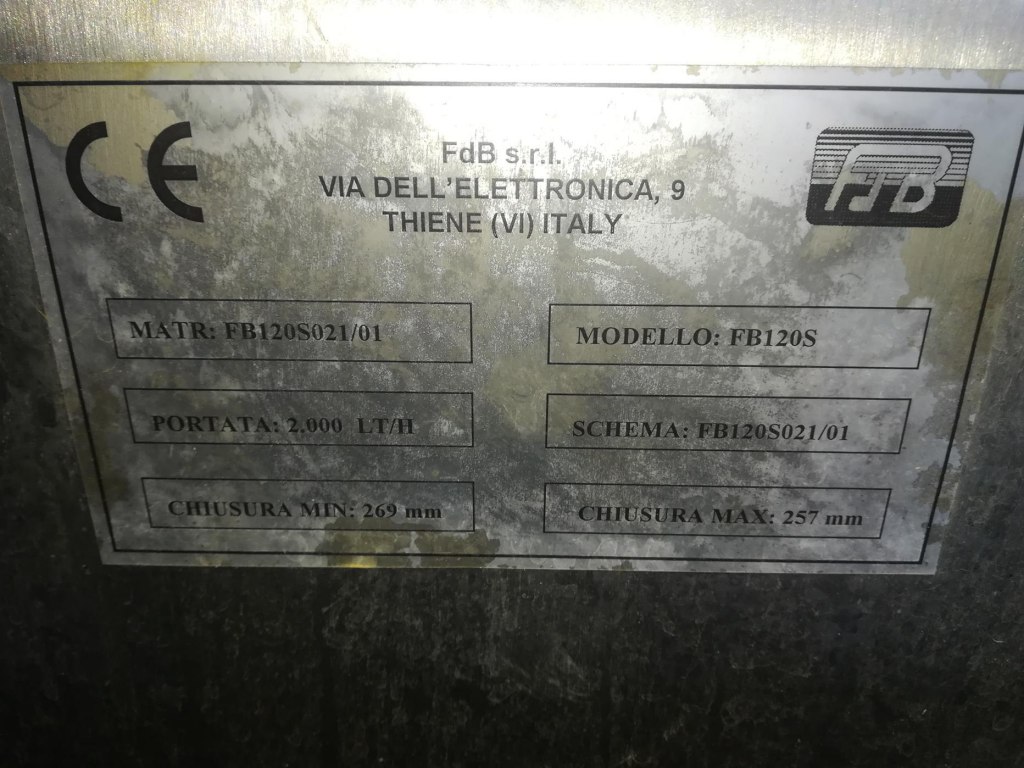 CE
FdB s.r.l.
VIA DELL'ELETTRONICA, 9
THIENE (VI) ITALY
FdB
MATR: FB120S021/01
MODELLO: FB120S
PORTATA: 2.000 LT/H
SCHEMA: FB120S021/01
CHIUSURA MIN: 269 mm
CHIUSURA MAX: 257 mm